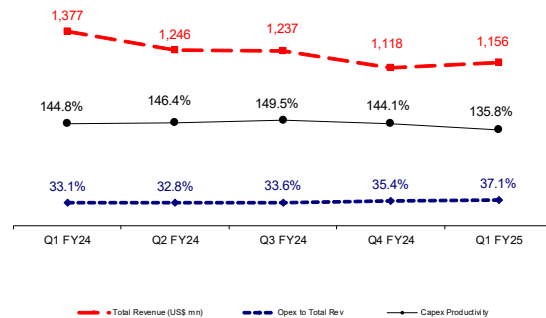 1,377
1,246
1,237
1,118
1,156
144.8%
146.4%
149.5%
144.1%
135.8%
33.1%
32.8%
33.6%
35.4%
37.1%
Q1 FY24
Q2 FY24
Q3 FY24
Q4 FY24
Q1 FY25
Total Revenue (US$ mn)
Opex to Total Rev
Capex Productivity